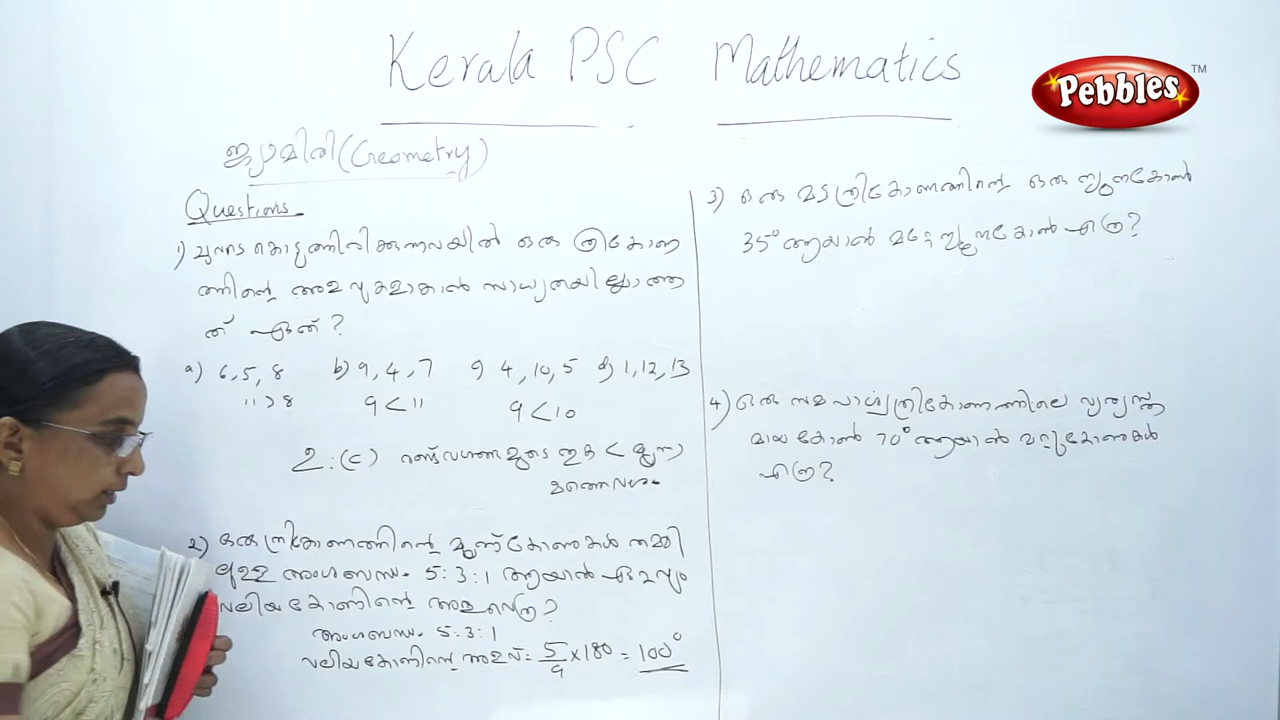 Kerala PSC Mathematics
Pebbles TM
ജ്യാമിതി (Geometry)
Questions
1) ചുവടെ കൊടുത്തിരിക്കുന്നവയിൽ ഒരു ത്രികോണ
ത്തിന്റെ അളവുകളാകാൻ സാധ്യതയില്ലാത്ത
ത് ഏത്?
a) 6, 5, 8 b) 9, 4, 7 c) 4, 10, 5 d) 1, 12, 13
11 > 8 9 < 11 9 < 10
ഉ: (c) രണ്ട് വശങ്ങളുടെ തുക < മൂന്നാ
മത്തെ വശം
2) ഒരു ത്രികോണത്തിന്റെ മൂന്ന് കോണുകൾ തമ്മി
ലുള്ള അംശബന്ധം 5:3:1 ആയാൽ ഏറ്റവും
വലിയ കോണിന്റെ അളവെത്ര?
അംശബന്ധം 5:3:1
വലിയ കോണിന്റെ അളവ് = 5/9 x 180 = 100°
3) ഒരു മട്ടത്രികോണത്തിന്റെ ഒരു ന്യൂനകോൺ
35° ആയാൽ മറ്റേ ന്യൂനകോൺ എത്ര?
4) ഒരു സമപാർശ്വത്രികോണത്തിലെ വ്യത്യസ്ത
മായ കോൺ 70° ആയാൽ മറ്റു കോണുകൾ
എത്ര?